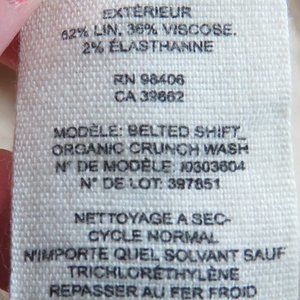 EXTÉRIEUR
62% LIN, 36% VISCOSE,
2% ÉLASTHANNE
RN 98406
CA 39862
MODÈLE: BELTED SHIFT_
ORGANIC CRUNCH WASH
N° DE MODÈLE: I0303604
N° DE LOT: 397851
NETTOYAGE A SEC-
CYCLE NORMAL
N'IMPORTE QUEL SOLVANT SAUF
TRICHLORÉTHYLÈNE
REPASSER AU FER FROID